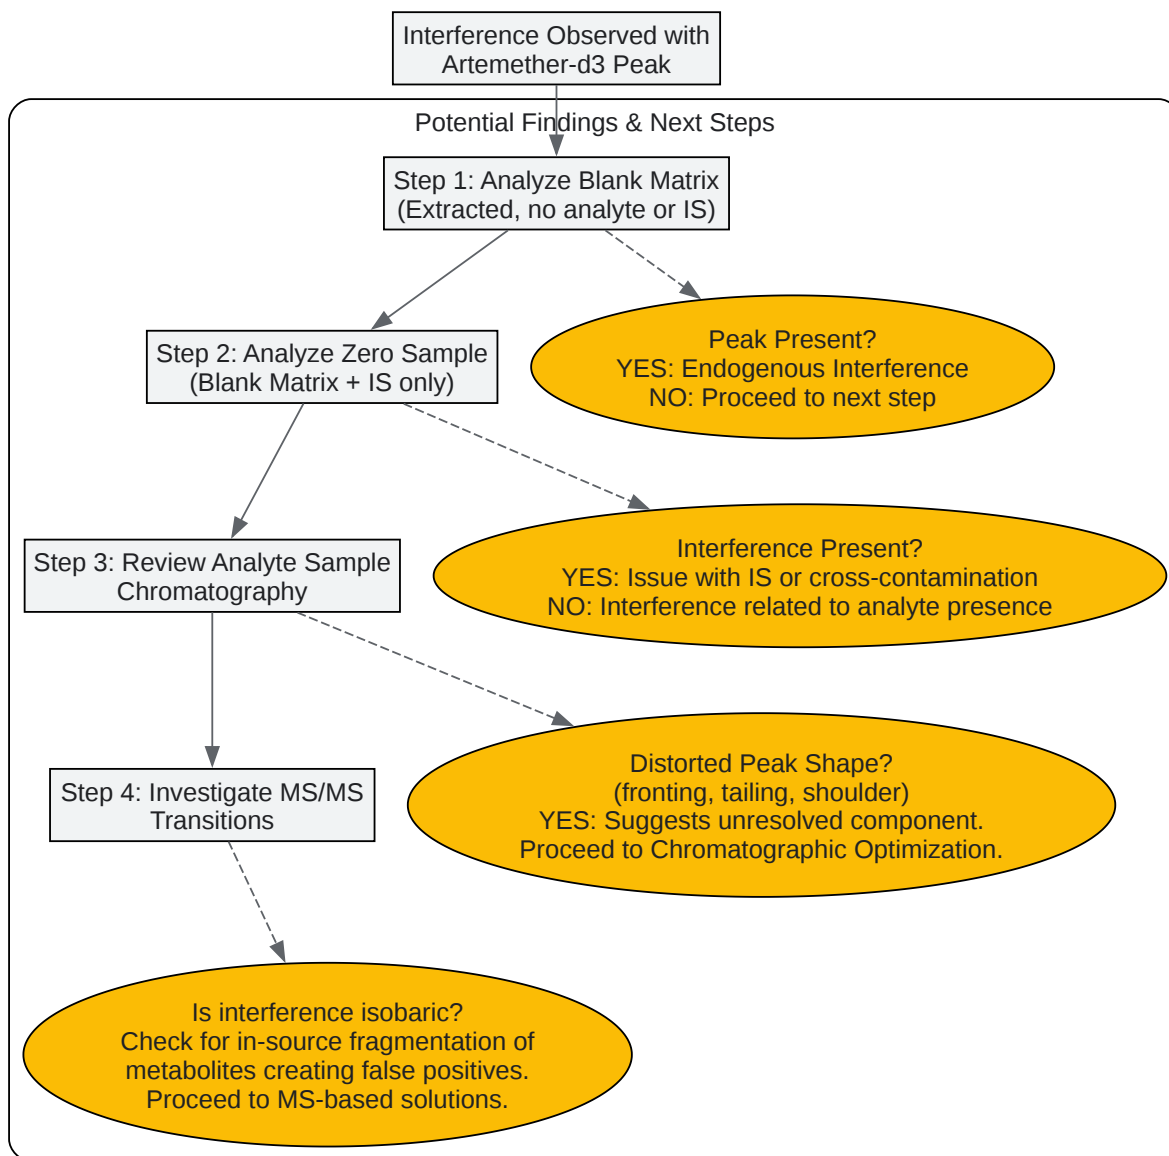 Interference Observed with
Artemether-d3 Peak
Potential Findings & Next Steps
Step 1: Analyze Blank Matrix
(Extracted, no analyte or IS)
Peak Present?
YES: Endogenous Interference
NO: Proceed to next step
Step 2: Analyze Zero Sample
(Blank Matrix + IS only)
Interference Present?
YES: Issue with IS or cross-contamination
NO: Interference related to analyte presence
Step 3: Review Analyte Sample
Chromatography
Distorted Peak Shape?
(fronting, tailing, shoulder)
YES: Suggests unresolved component.
Proceed to Chromatographic Optimization.
Step 4: Investigate MS/MS
Transitions
Is interference isobaric?
Check for in-source fragmentation of
metabolites creating false positives.
Proceed to MS-based solutions.